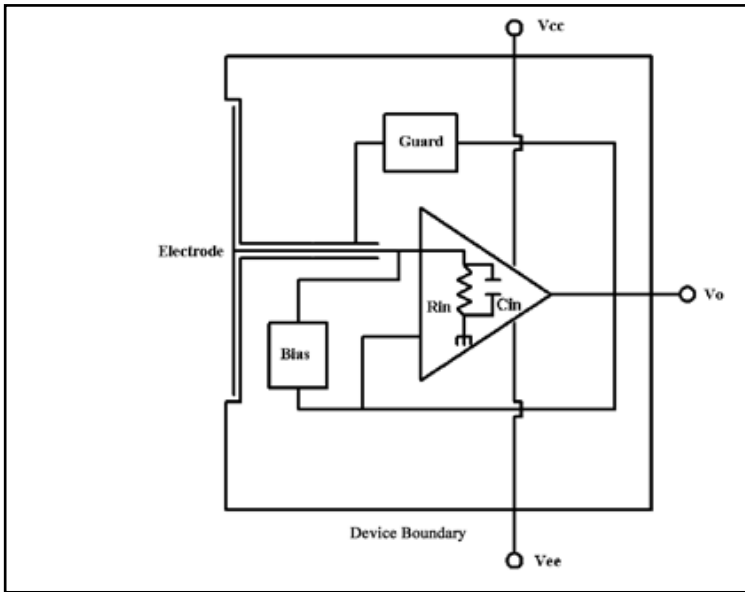 Vcc
Guard
Electrode
Rin
Cin
Vo
Bias
Device Boundary
Vee